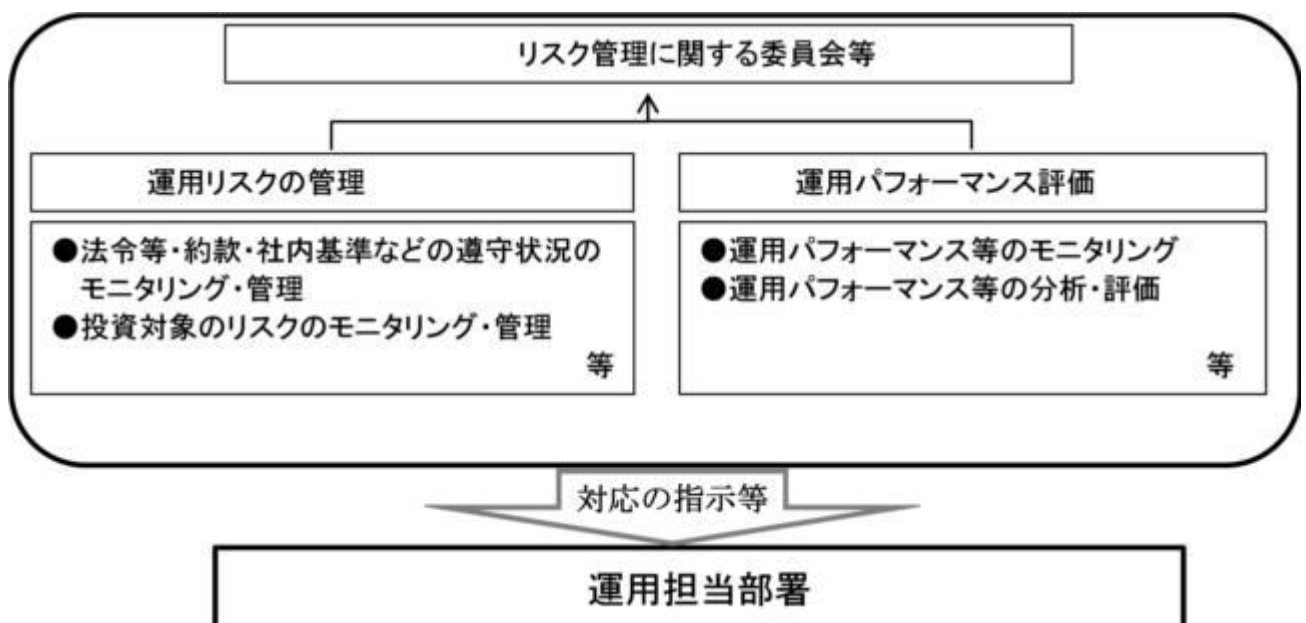 リスク管理に関する委員会等
運用リスクの管理
●法令等・約款・社内基準などの遵守状況の
モニタリング・管理
●投資対象のリスクのモニタリング・管理
等
運用パフォーマンス評価
●運用パフォーマンス等のモニタリング
●運用パフォーマンス等の分析・評価
等
対応の指示等
運用担当部署